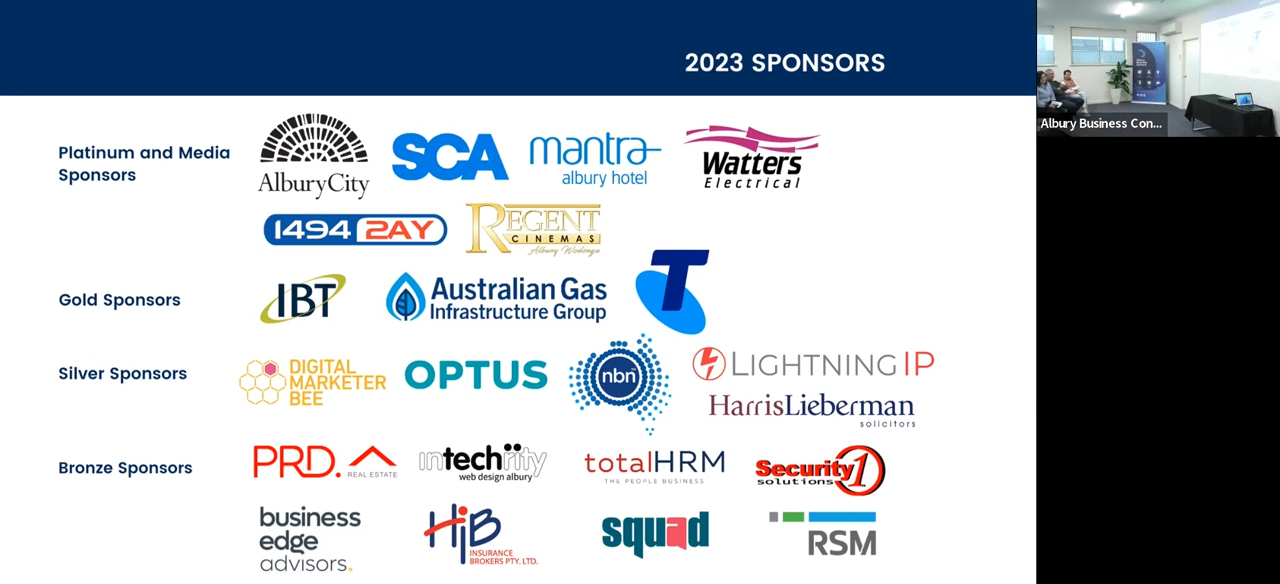 2023 SPONSORS
Platinum and Media
Sponsors
AlburyCity
SCA
mantra
albury hotel
Watters
Electrical
1494 2AY
REGENT
CINEMAS
Albury Wodonga
Gold Sponsors
IBT
Australian Gas
Infrastructure Group
T
Silver Sponsors
DIGITAL
MARKETER
BEE
OPTUS
nbn™
LIGHTNING IP
HarrisLieberman
solicitors
Bronze Sponsors
PRD.
REAL ESTATE
intechrity
web design albury
totalHRM
THE PEOPLE BUSINESS
Security 1
solutions
business
edge
advisors.
HIB
INSURANCE
BROKERS PTY. LTD.
squad
RSM
Albury Business Con...